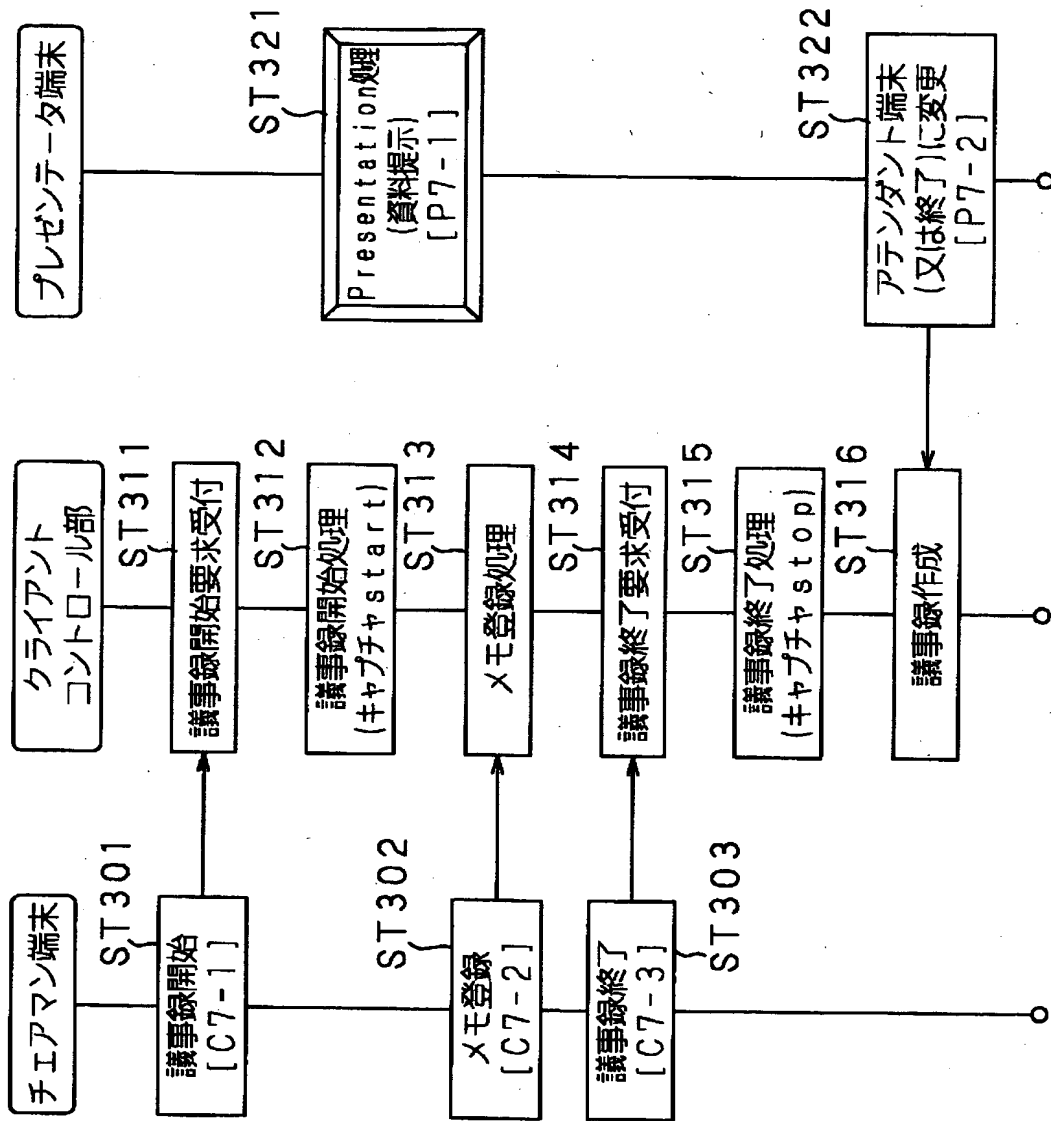 チェアマン端末
ST301
議事録開始
[C7-1]
ST302
メモ登録
[C7-2]
議事録終了
[C7-3]
ST303
クライアント
コントロール部
ST311
議事録開始要求受付
ST312
議事録開始処理
(キャプチャstart)
ST313
メモ登録処理
ST314
議事録終了要求受付
ST315
議事録終了処理
(キャプチャstop)
ST316
議事録作成
プレゼンテータ端末
ST321
Presentation処理
(資料提示)
[P7-1]
ST322
アテンダント端末
(又は終了)に変更
[P7-2]